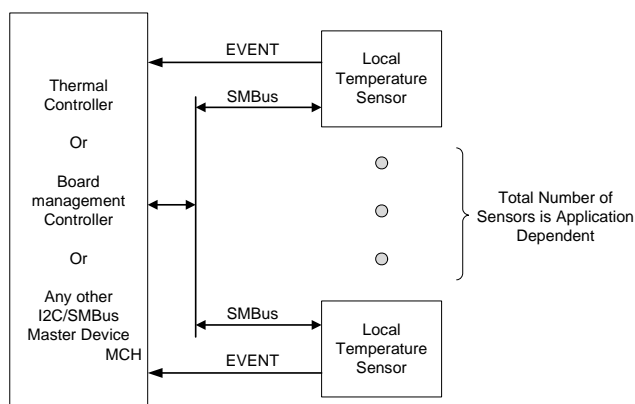 Thermal
Controller
Or
Board
management
Controller
Or
Any other
I2C/SMBus
Master Device
MCH
EVENT
SMBus
Local
Temperature
Sensor
Total Number of
Sensors is Application
Dependent
SMBus
EVENT
Local
Temperature
Sensor